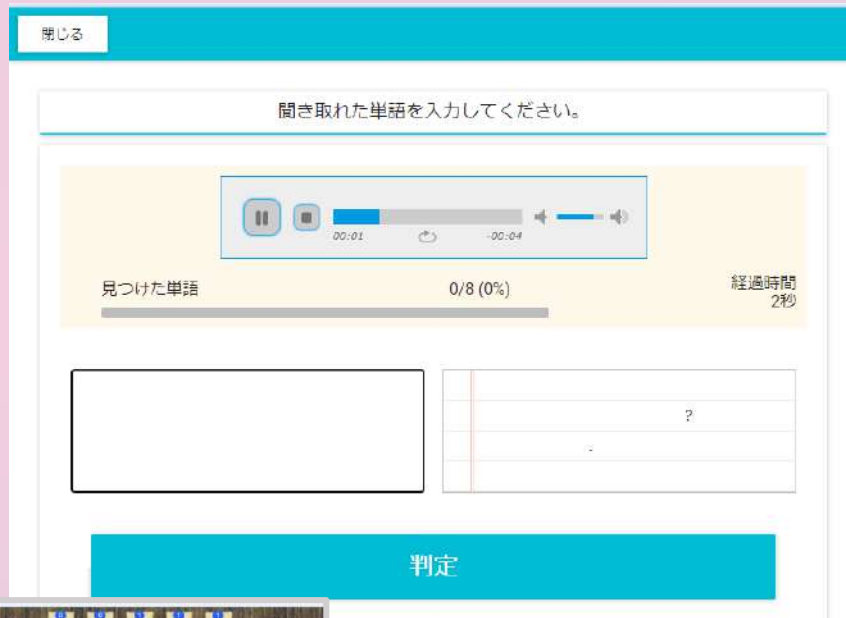 閉じる
聞き取れた単語を入力してください。
00:01 -00:04
見つけた単語 0/8 (0%) 経過時間
2秒
?
-
判定